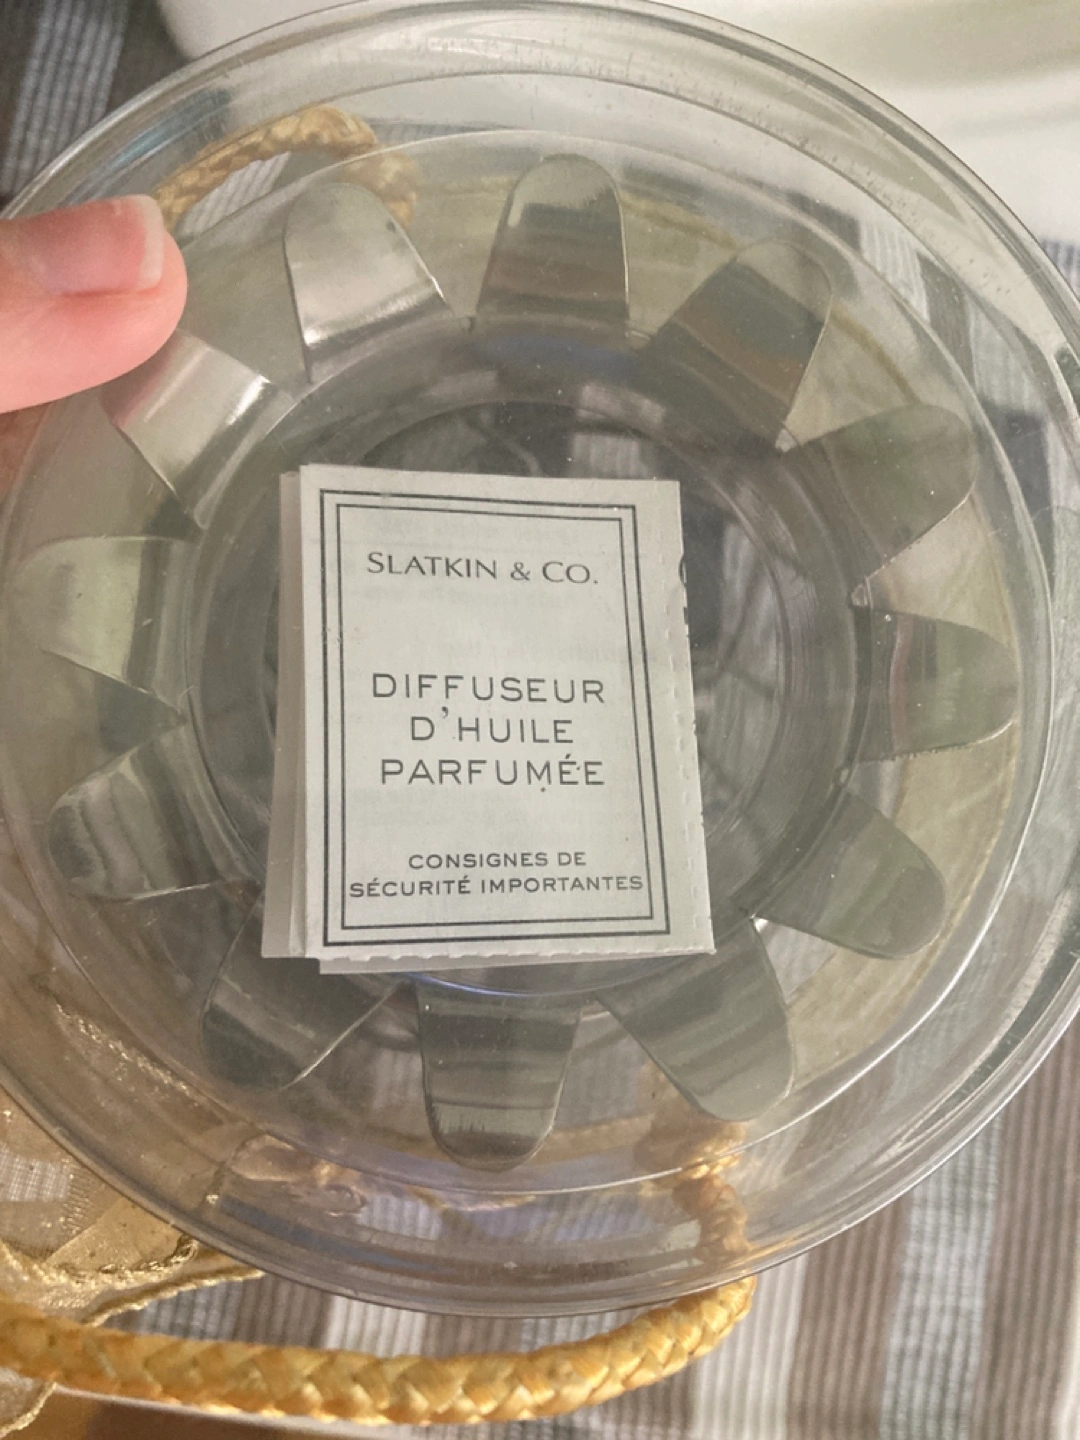 SLATKIN & CO.
DIFFUSEUR
D'HUILE
PARFUMÉE
CONSIGNES DE
SÉCURITÉ IMPORTANTES